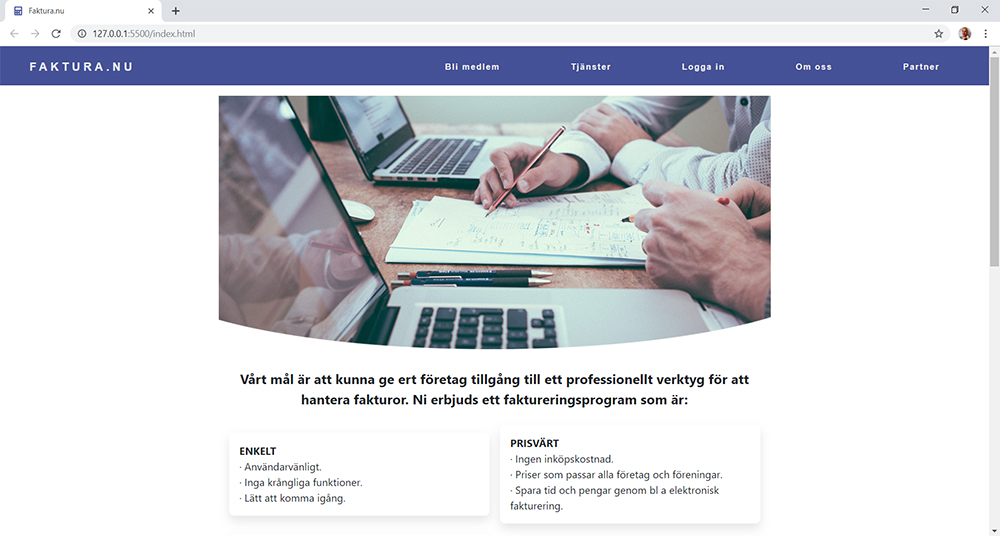 Faktura.nu
127.0.0.1:5500/index.html
FAKTURA.NU
Bli medlem
Tjänster
Logga in
Om oss
Partner
Vårt mål är att kunna ge ert företag tillgång till ett professionellt verktyg för att
hantera fakturor. Ni erbjuds ett faktureringsprogram som är:
ENKELT
· Användarvänligt.
· Inga krångliga funktioner.
· Lätt att komma igång.
PRISVÄRT
· Ingen inköpskostnad.
· Priser som passar alla företag och föreningar.
· Spara tid och pengar genom bl a elektronisk
fakturering.